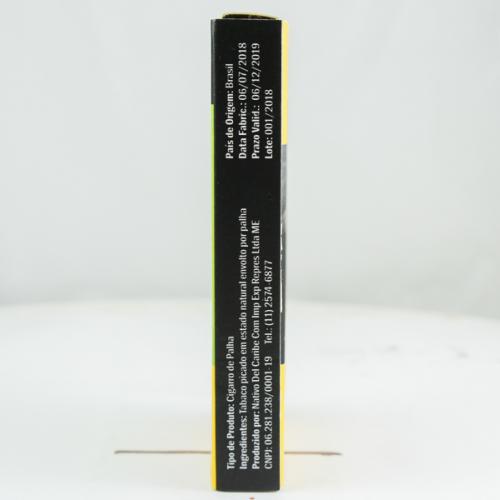 Tipo de Produto: Cigarro de Palha
Ingredientes: Tabaco picado em estado natural envolto por palha
Produzido por: Nativo Del Caribe Com Imp Exp Repres Ltda ME
CNPJ: 06.281.238/0001-19 Tel.: (11) 2574-6877
País de Origem: Brasil
Data Fabric.: 06/07/2018
Prazo Valid.: 06/12/2019
Lote: 001/2018